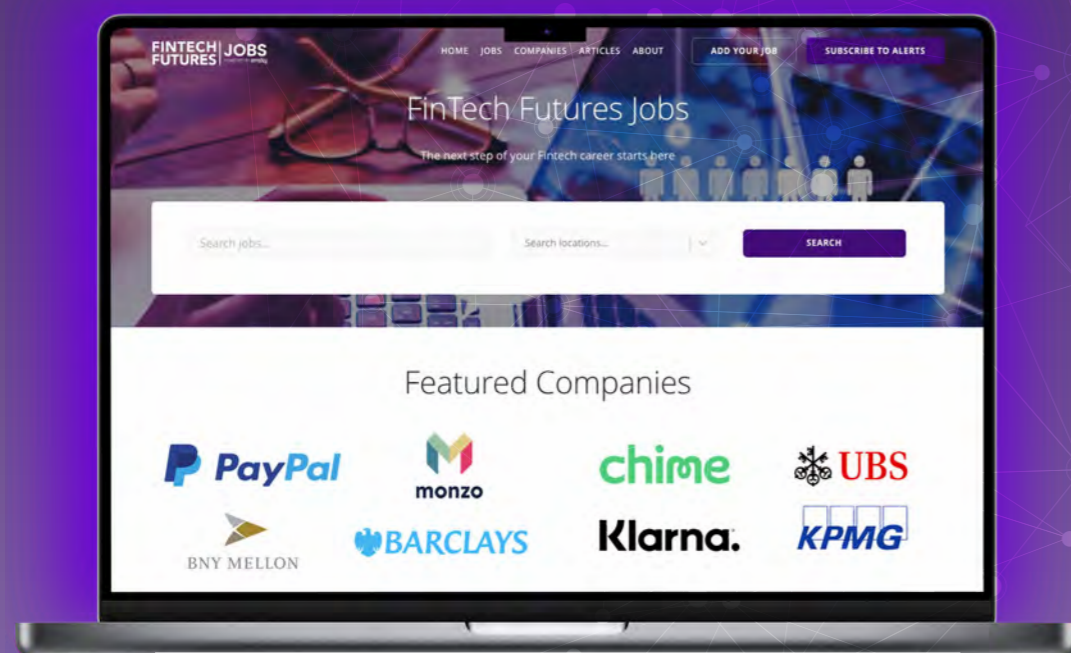 FINTECH FUTURES JOBS
HOME JOBS COMPANIES ARTICLES ABOUT ADD YOUR JOB SUBSCRIBE TO ALERTS
FinTech Futures Jobs
The next step of your Fintech career starts here
Search jobs...
Search locations...
SEARCH
Featured Companies
PayPal
monzo
chime
UBS
BNY MELLON
BARCLAYS
Klarna.
KPMG